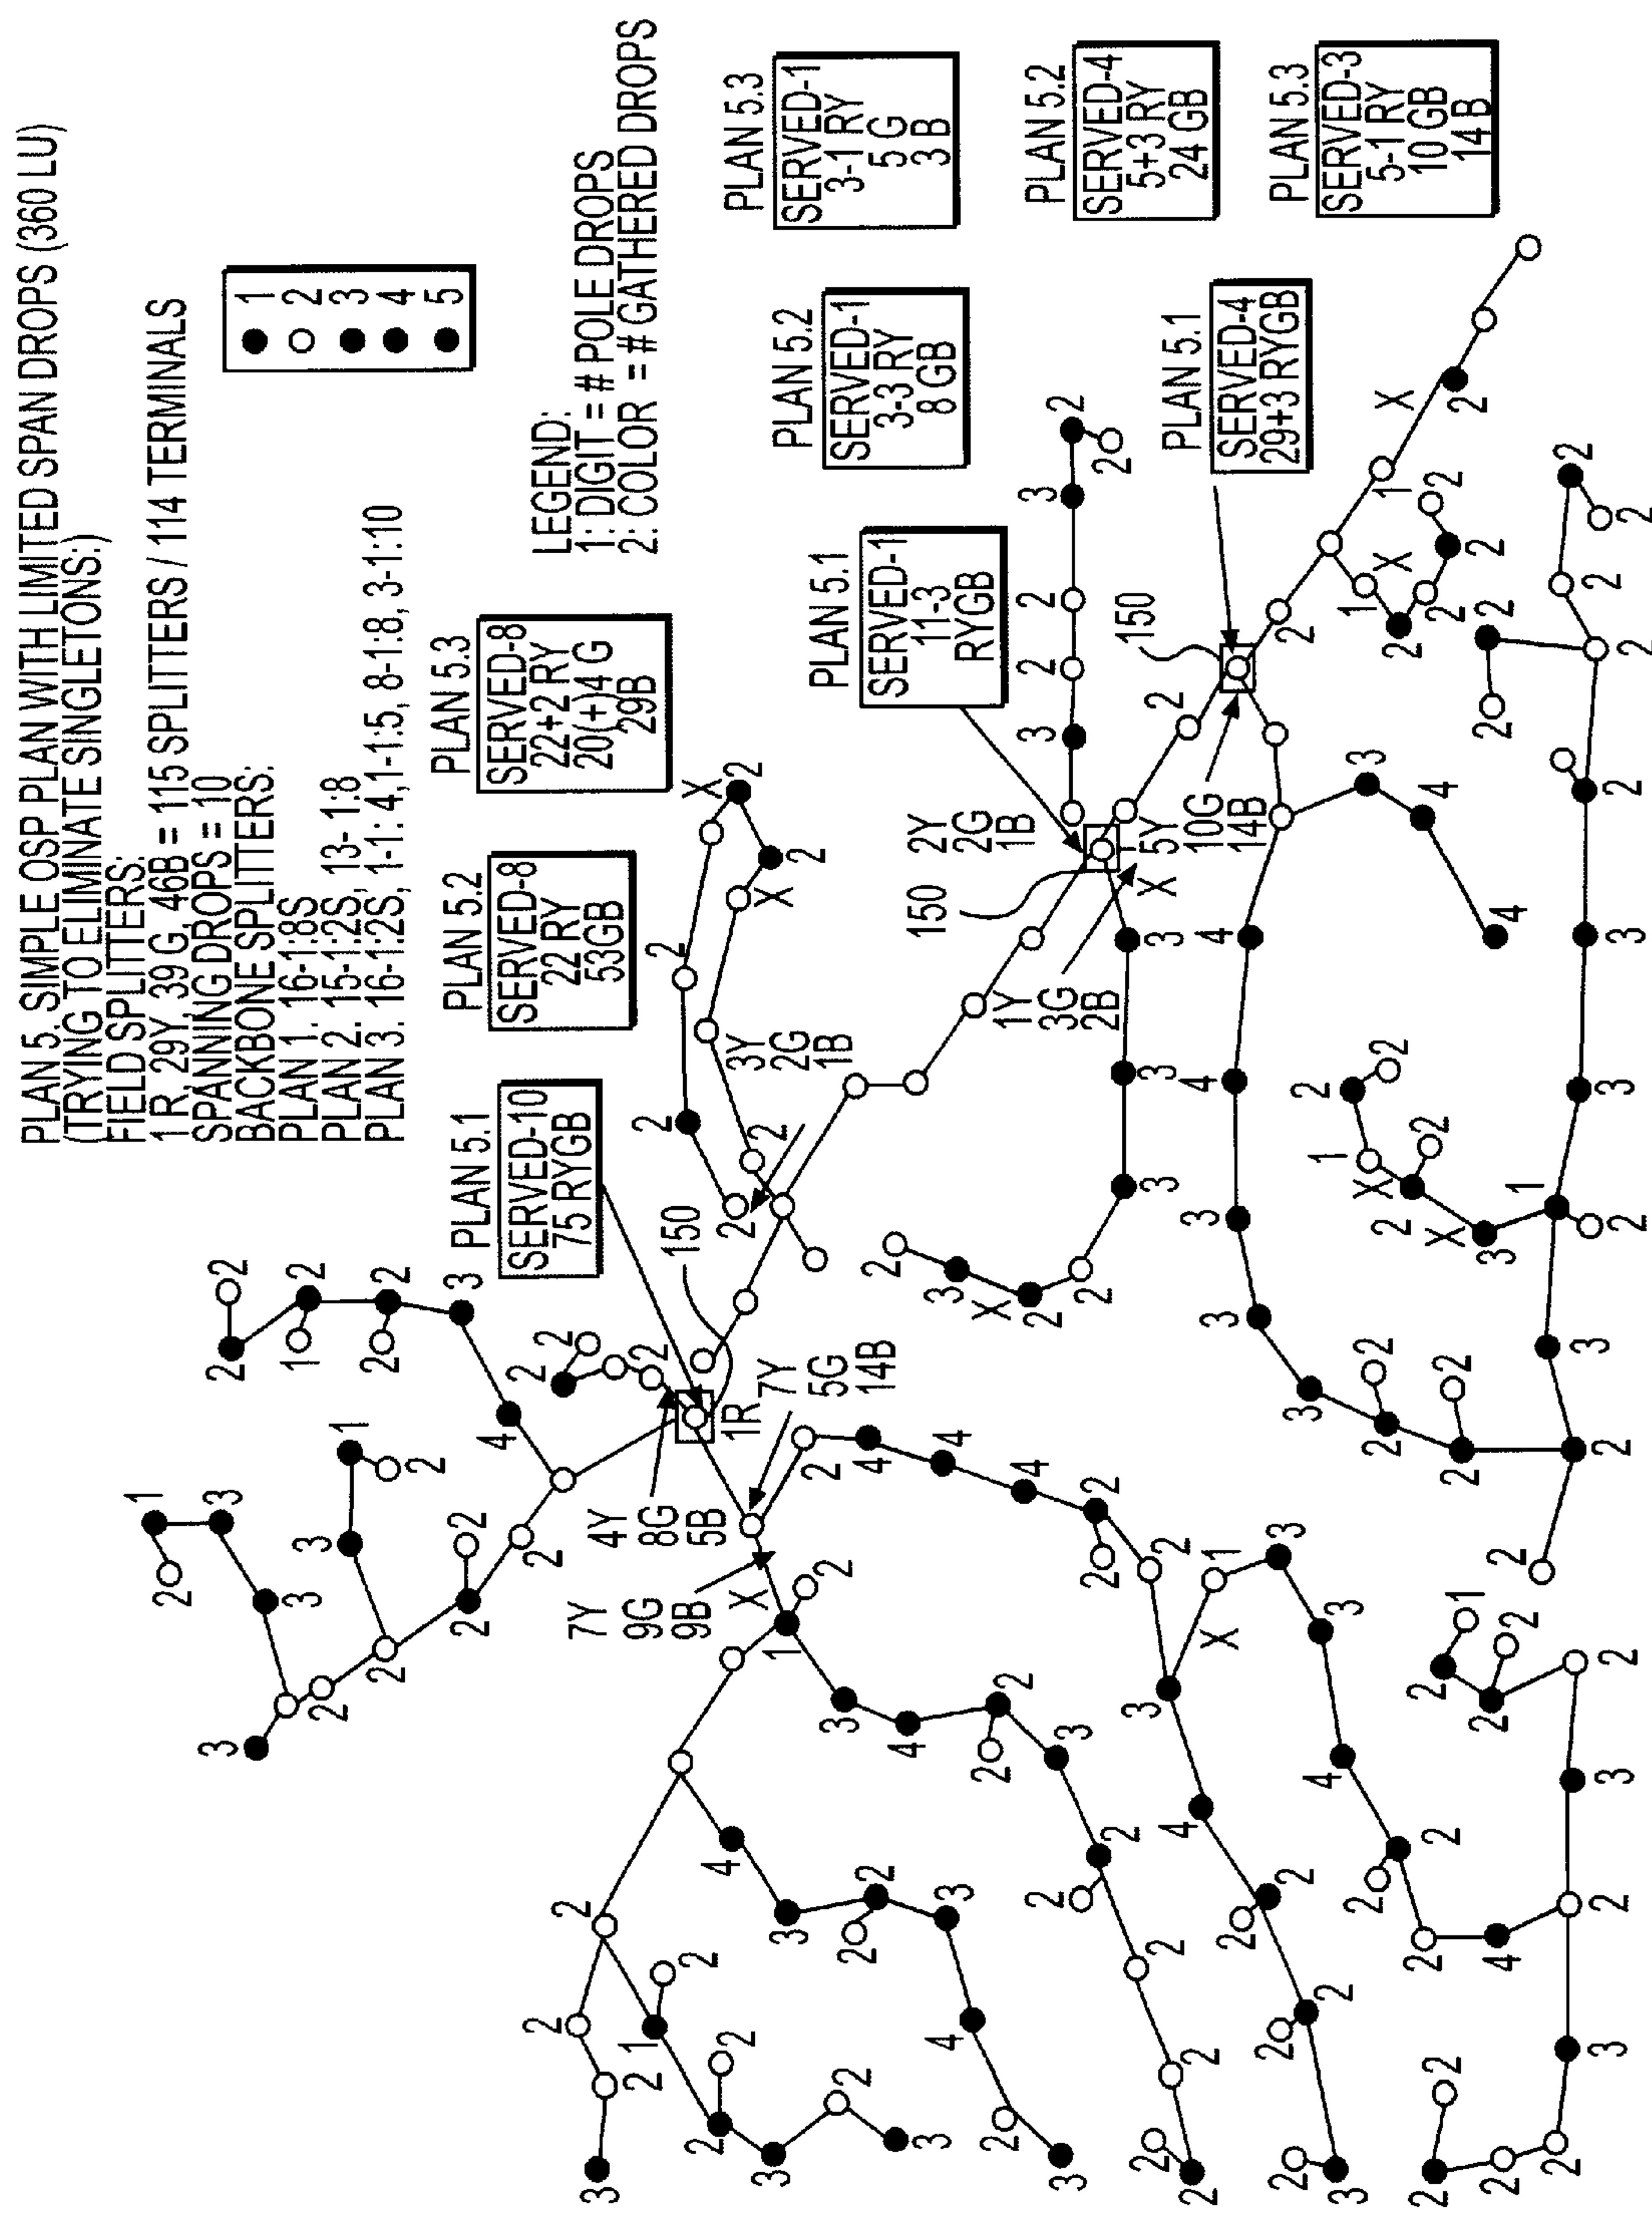 PLAN 5. SIMPLE OSP PLAN WITH LIMITED SPAN DROPS (360 LU)
(TRYING TO ELIMINATE SINGLETONS:)
FIELD SPLITTERS:
1R, 29Y, 39 G, 46B = 115 SPLITTERS / 114 TERMINALS
SPANNING DROPS = 10
BACKBONE SPLITTERS:
PLAN 1. 16-1:8S
PLAN 2. 15-1:2S, 13- 1:8
PLAN 3. 16-1:2S, 1-1: 4,1-1:5, 8-1:8, 3-1:10
1
2
3
4
5
LEGEND:
1: DIGIT = # POLE DROPS
2: COLOR = # GATHERED DROPS
PLAN 5.1
SERVED-10
75 RYGB
PLAN 5.2
SERVED-8
22 RY
53GB
PLAN 5.3
SERVED-8
22+2 RY
20(+)4 G
29B
PLAN 5.1
SERVED-1
11-3
RYGB
PLAN 5.2
SERVED-1
3-3 RY
8 GB
PLAN 5.3
SERVED-1
3-1 RY
5 G
3 B
PLAN 5.1
SERVED-4
29+3 RYGB
PLAN 5.2
SERVED-4
5+3 RY
24 GB
PLAN 5.3
SERVED-3
5-1 RY
10 GB
14 B
150
150
150
1R
7Y
5G
14B
4Y
8G
5B
7Y
9G
9B
3Y
2G
1B
2Y
2G
1B
1Y
3G
2B
5Y
10G
14B